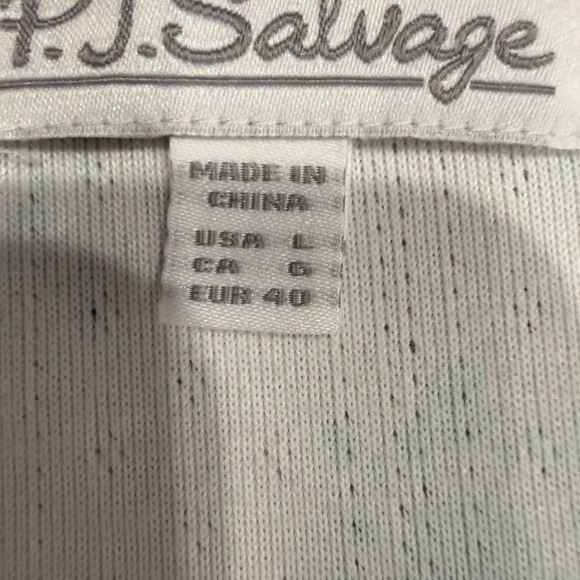 P.J.Salvage
MADE IN
CHINA
USA L
CA G
EUR 40